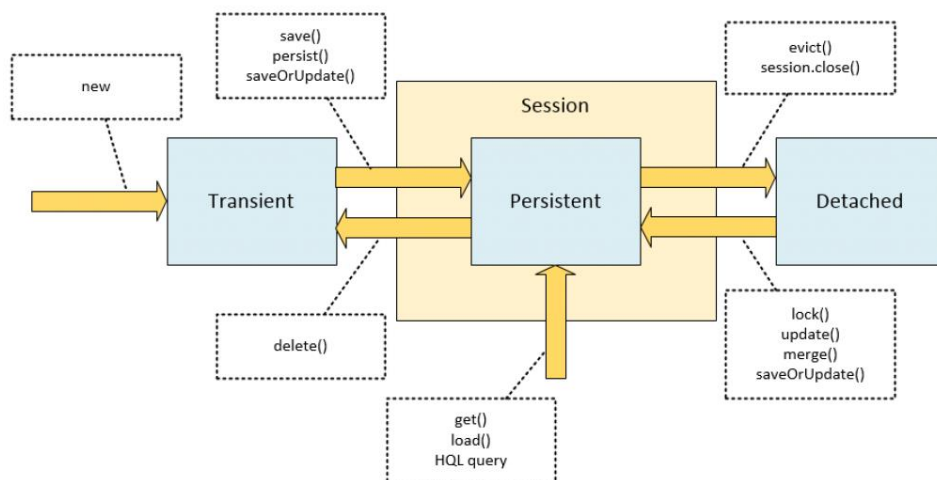 new
save()
persist()
saveOrUpdate()
evict()
session.close()
Session
Transient
Persistent
Detached
delete()
get()
load()
HQL query
lock()
update()
merge()
saveOrUpdate()